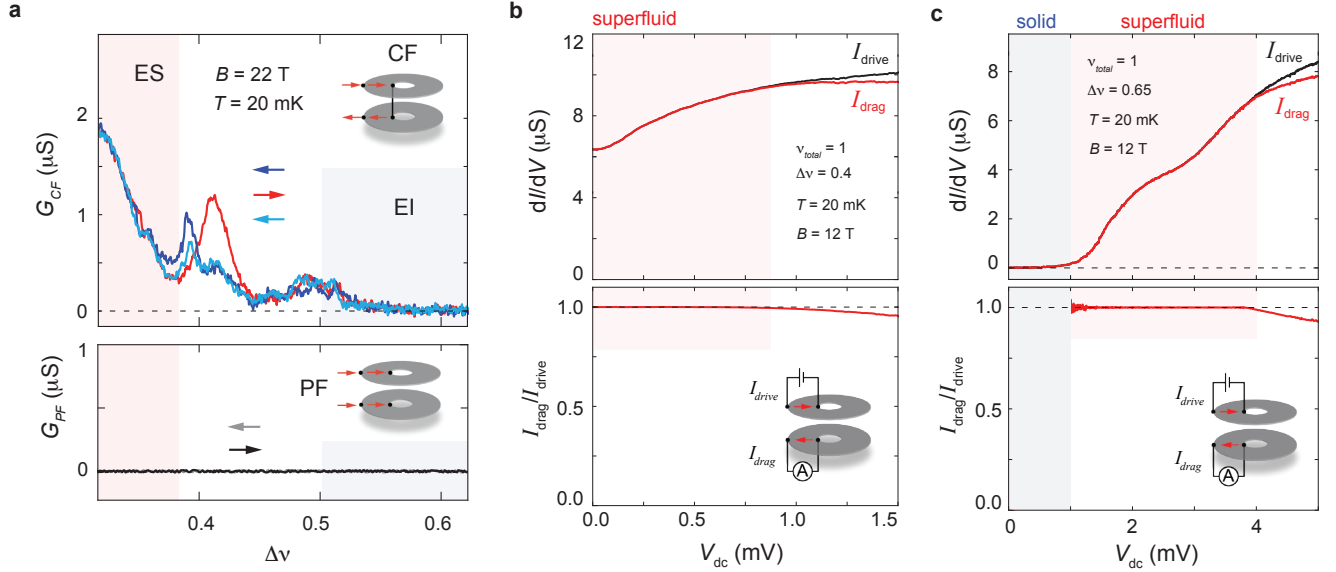 a
ES
B = 22 T
T = 20 mK
CF
EI
G_CF (μS)
2
1
0
PF
G_PF (μS)
1
0
0.4
0.5
0.6
Δν
b
superfluid
I_drive
I_drag
ν_total = 1
Δν = 0.4
T = 20 mK
B = 12 T
dI/dV (μS)
12
9
6
3
0
I_drag/I_drive
1.0
0.5
1.0
I_drive
I_drag
A
0.0
0.5
1.0
1.5
V_dc (mV)
c
solid
superfluid
I_drive
I_drag
ν_total = 1
Δν = 0.65
T = 20 mK
B = 12 T
dI/dV (μS)
8
6
4
2
0
I_drag/I_drive
1.0
0.5
0.0
I_drive
I_drag
A
0
2
4
V_dc (mV)